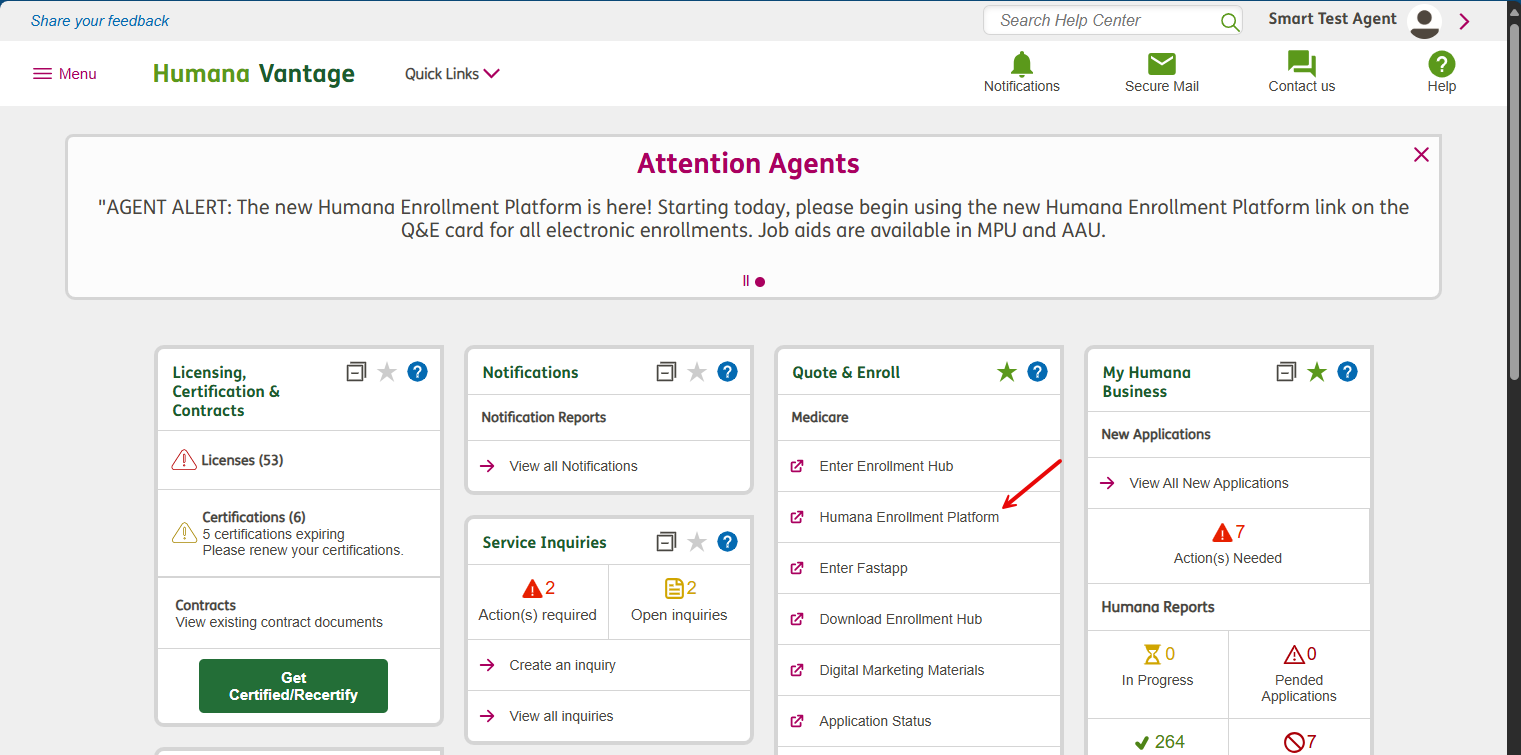 Share your feedback
Search Help Center
Smart Test Agent
Menu
Humana Vantage
Quick Links
Notifications
Secure Mail
Contact us
? Help
Attention Agents
"AGENT ALERT: The new Humana Enrollment Platform is here! Starting today, please begin using the new Humana Enrollment Platform link on the
Q&E card for all electronic enrollments. Job aids are available in MPU and AAU.
Licensing,
Certification &
Contracts
?
Licenses (53)
Certifications (6)
5 certifications expiring
Please renew your certifications.
Contracts
View existing contract documents
Get
Certified/Recertify
Notifications
?
Notification Reports
View all Notifications
Service Inquiries
?
2
Action(s) required
2
Open inquiries
Create an inquiry
View all inquiries
Quote & Enroll
?
Medicare
Enter Enrollment Hub
Humana Enrollment Platform
Enter Fastapp
Download Enrollment Hub
Digital Marketing Materials
Application Status
My Humana
Business
?
New Applications
View All New Applications
7
Action(s) Needed
Humana Reports
0
In Progress
0
Pended
Applications
264
7